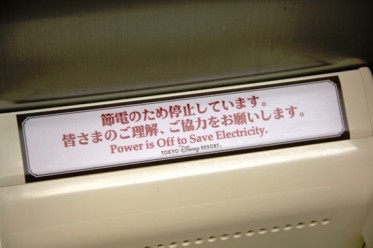 節電のため停止しています。
皆さまのご理解、ご協力をお願いします。
Power is Off to Save Electricity.
TOKYO Disney RESORT®